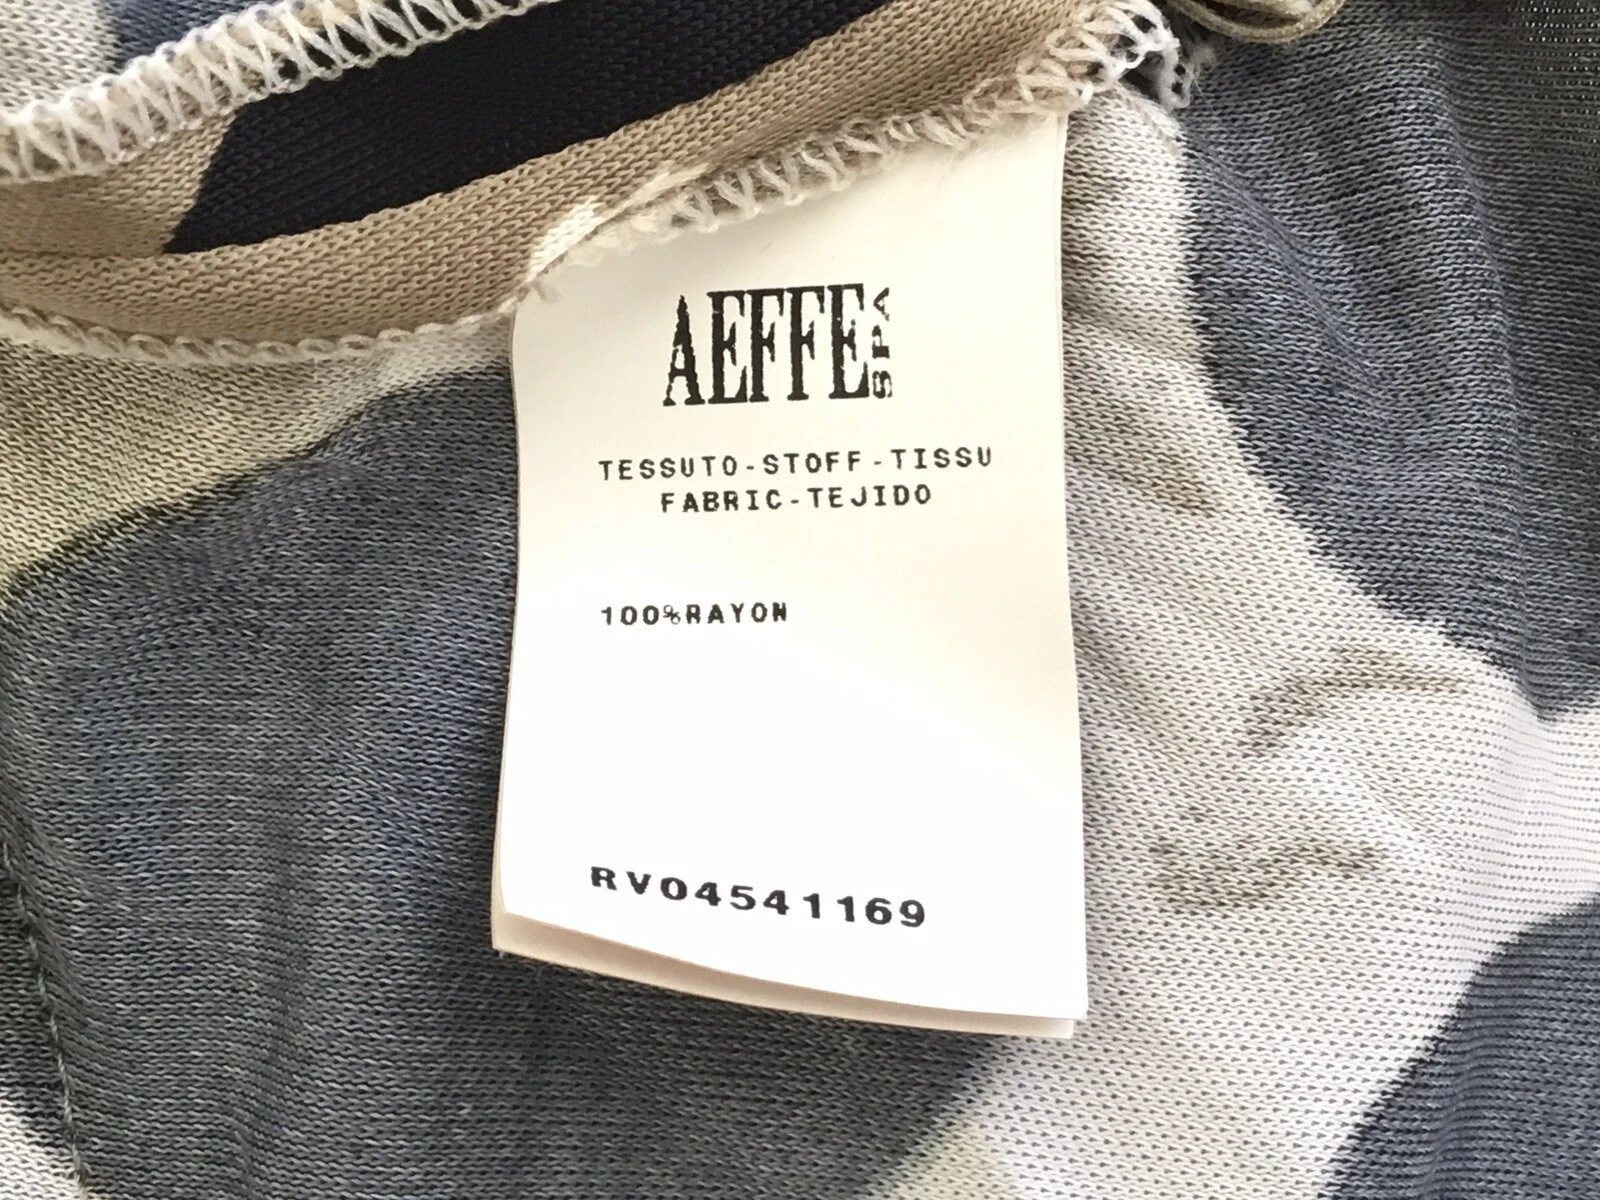 AEFFE SPA
TESSUTO-STOFF-TISSU
FABRIC-TEJIDO
100%RAYON
RV04541169